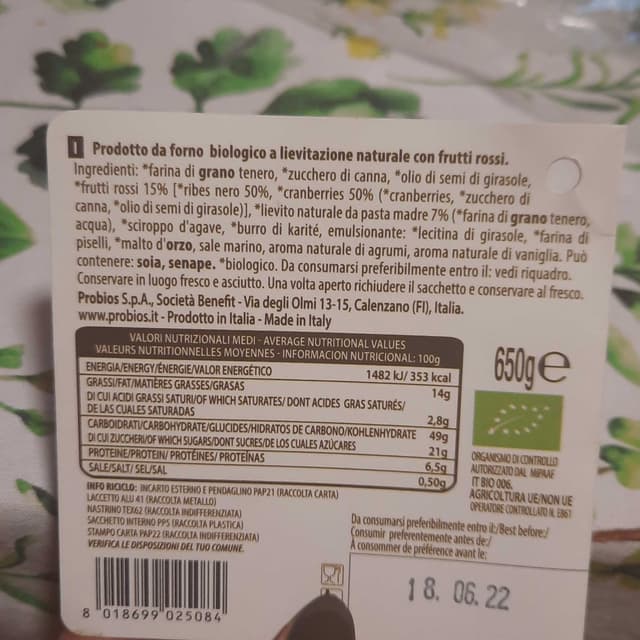 I Prodotto da forno biologico a lievitazione naturale con frutti rossi.
Ingredienti: *farina di grano tenero, *zucchero di canna, *olio di semi di girasole,
*frutti rossi 15% [*ribes nero 50%, *cranberries 50% (*cranberries, *zucchero di
canna, *olio di semi di girasole)], *lievito naturale da pasta madre 7% (*farina di grano tenero,
acqua), *sciroppo d'agave, *burro di karité, emulsionante: *lecitina di girasole, *farina di
piselli, *malto d'orzo, sale marino, aroma naturale di agrumi, aroma naturale di vaniglia. Può
contenere: soia, senape. *biologico. Da consumarsi preferibilmente entro il: vedi riquadro.
Conservare in luogo fresco e asciutto. Una volta aperto richiudere il sacchetto e conservare al fresco.
Probios S.p.A., Società Benefit - Via degli Olmi 13-15, Calenzano (FI), Italia.
www.probios.it - Prodotto in Italia - Made in Italy
VALORI NUTRIZIONALI MEDI - AVERAGE NUTRITIONAL VALUES
VALEURS NUTRITIONNELLES MOYENNES - INFORMACION NUTRICIONAL: 100g
ENERGIA/ENERGY/ÉNERGIE/VALOR ENERGÉTICO 1482 kJ/ 353 kcal
GRASSI/FAT/MATIÈRES GRASSES/GRASAS 14g
DI CUI ACIDI GRASSI SATURI/OF WHICH SATURATES/ DONT ACIDES GRAS SATURÉS/
DE LAS CUALES SATURADAS 2,8g
CARBOIDRATI/CARBOHYDRATE/GLUCIDES/HIDRATOS DE CARBONO/KOHLENHYDRATE 49g
DI CUI ZUCCHERI/OF WHICH SUGARS/DONT SUCRES/DE LOS CUALES AZÚCARES 21g
PROTEINE/PROTEIN/ PROTÉINES/ PROTEÍNAS 6,5g
SALE/SALT/ SEL/SAL 0,50g
650g e
ORGANISMO DI CONTROLLO
AUTORIZZATO DAL MIPAAF
IT BIO 006.
AGRICOLTURA UE/NON UE
OPERATORE CONTROLLATO N. E861
INFO RICICLO: INCARTO ESTERNO E PENDAGLINO PAP21 (RACCOLTA CARTA)
LACCETTO ALU 41 (RACCOLTA METALLO)
NASTRINO TEX62 (RACCOLTA INDIFFERENZIATA)
SACCHETTO INTERNO PP5 (RACCOLTA PLASTICA)
STAMPO CARTA PAP22 (RACCOLTA INDIFFERENZIATA)
VERIFICA LE DISPOSIZIONI DEL TUO COMUNE.
Da consumarsi preferibilmente entro il:/Best before:/
Consumir preferentemente antes de:/
A consommer de préférence avant le:
18. 06. 22
8 018699 025084